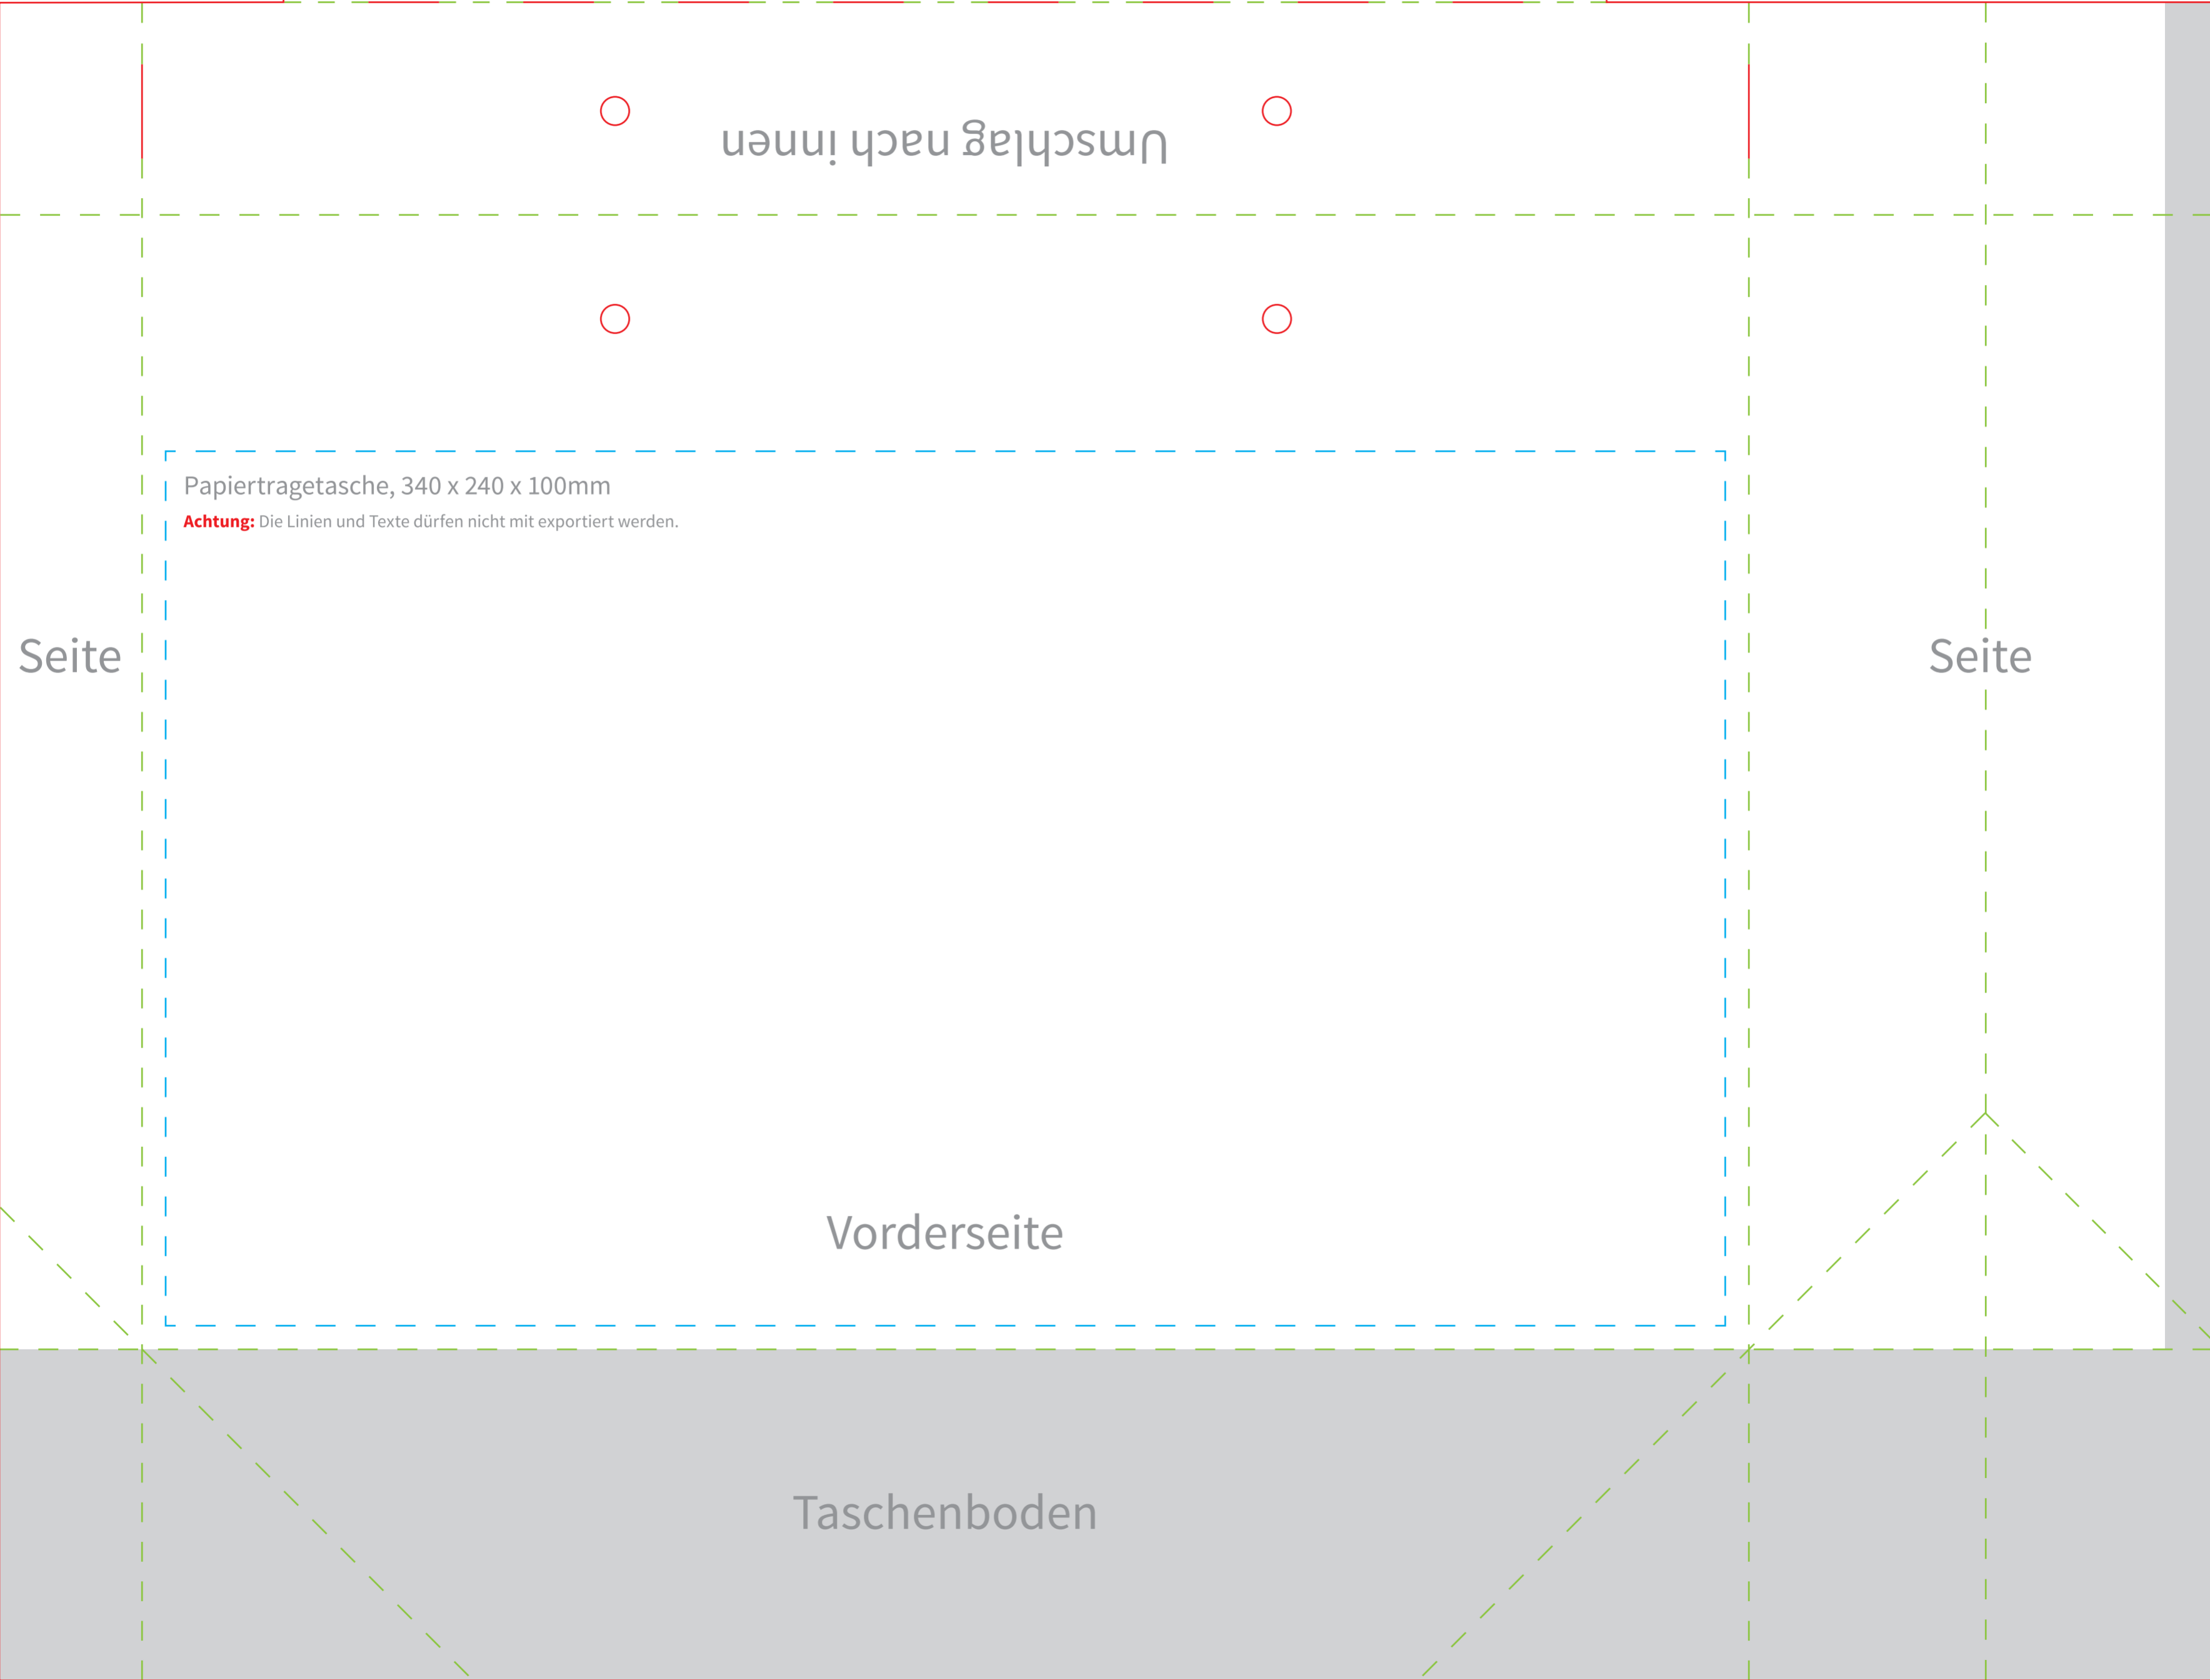 Umschlag nach innen
Papiertragetasche, 340 x 240 x 100mm
Achtung: Die Linien und Texte dürfen nicht mit exportiert werden.
Seite
Seite
Vorderseite
Taschenboden